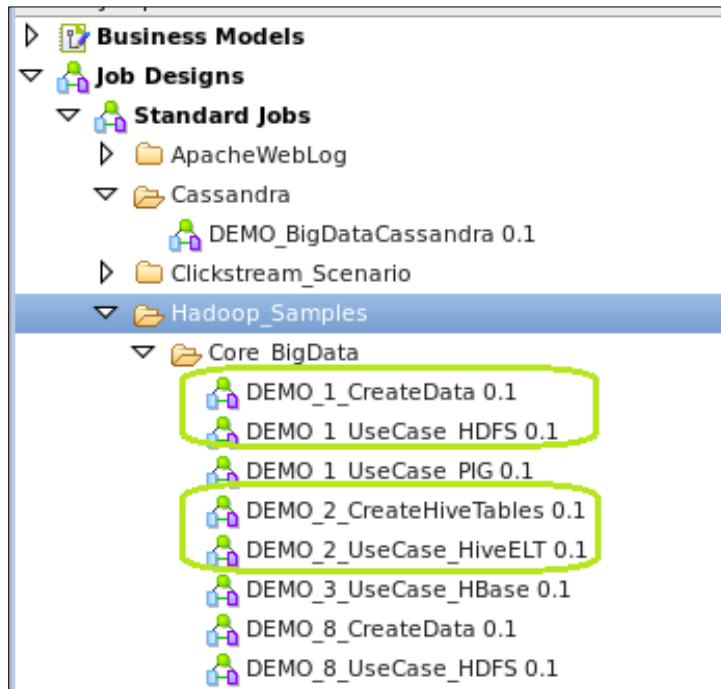 Business Models
Job Designs
Standard Jobs
ApacheWebLog
Cassandra
DEMO_BigDataCassandra 0.1
Clickstream_Scenario
Hadoop_Samples
Core_BigData
DEMO_1_CreateData 0.1
DEMO_1_UseCase_HDFS 0.1
DEMO_1_UseCase_PIG 0.1
DEMO_2_CreateHiveTables 0.1
DEMO_2_UseCase_HiveELT 0.1
DEMO_3_UseCase_HBase 0.1
DEMO_8_CreateData 0.1
DEMO_8_UseCase_HDFS 0.1